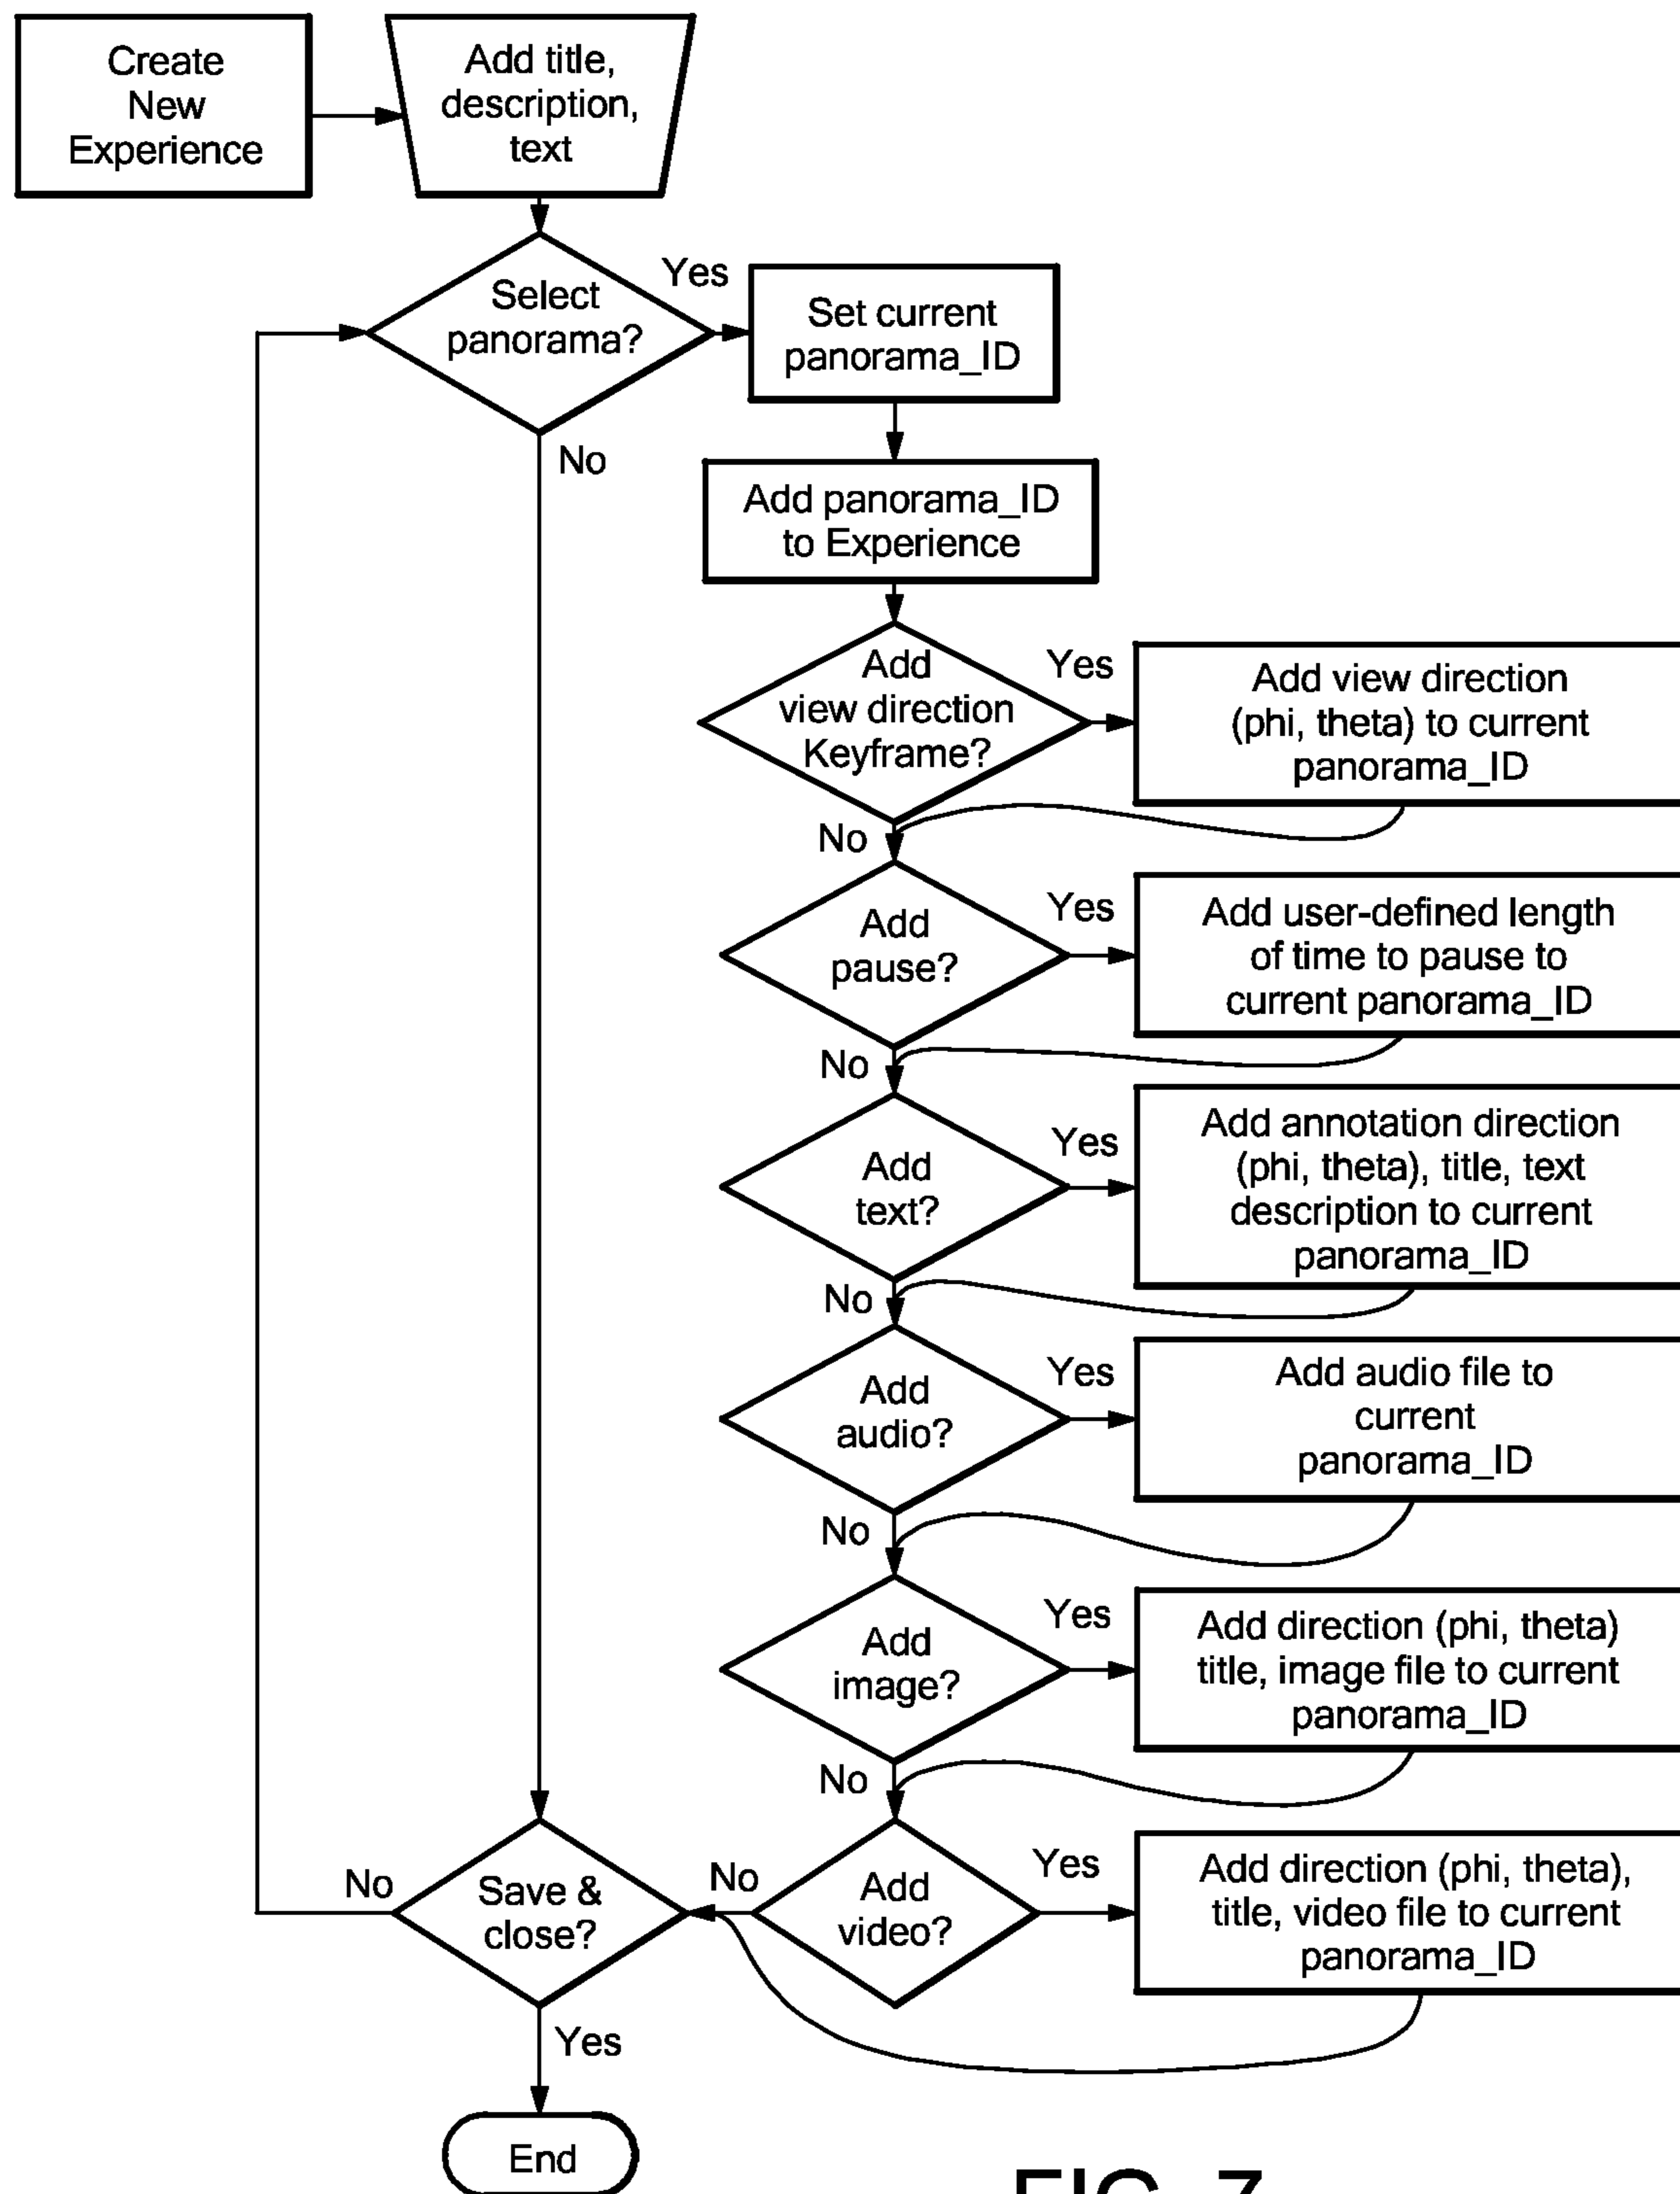 Create
New
Experience
Add title,
description,
text
Select
panorama?
Yes
No
Set current
panorama_ID
Add panorama_ID
to Experience
Add
view direction
Keyframe?
Yes
No
Add view direction
(phi, theta) to current
panorama_ID
Add
pause?
Yes
No
Add user-defined length
of time to pause to
current panorama_ID
Add
text?
Yes
No
Add annotation direction
(phi, theta), title, text
description to current
panorama_ID
Add
audio?
Yes
No
Add audio file to
current
panorama_ID
Add
image?
Yes
No
Add direction (phi, theta)
title, image file to current
panorama_ID
Add
video?
Yes
No
Add direction (phi, theta),
title, video file to current
panorama_ID
Save &
close?
No
Yes
End
FIG. 7